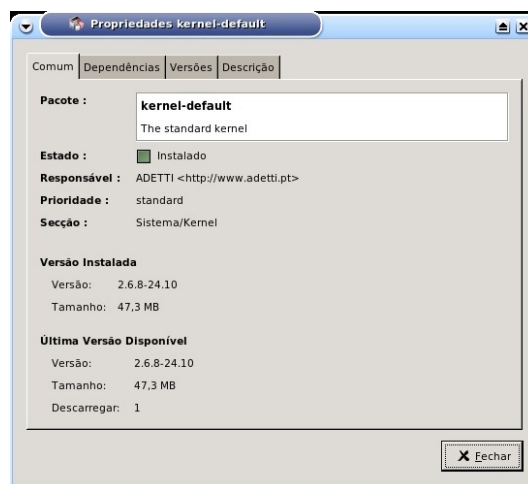 Propriedades kernel-default
Comum Dependências Versões Descrição
Pacote : kernel-default
The standard kernel
Estado : Instalado
Responsável : ADETTI <http://www.adetti.pt>
Prioridade : standard
Secção : Sistema/Kernel
Versão Instalada
Versão: 2.6.8-24.10
Tamanho: 47,3 MB
Última Versão Disponível
Versão: 2.6.8-24.10
Tamanho: 47,3 MB
Descarregar: 1
Fechar